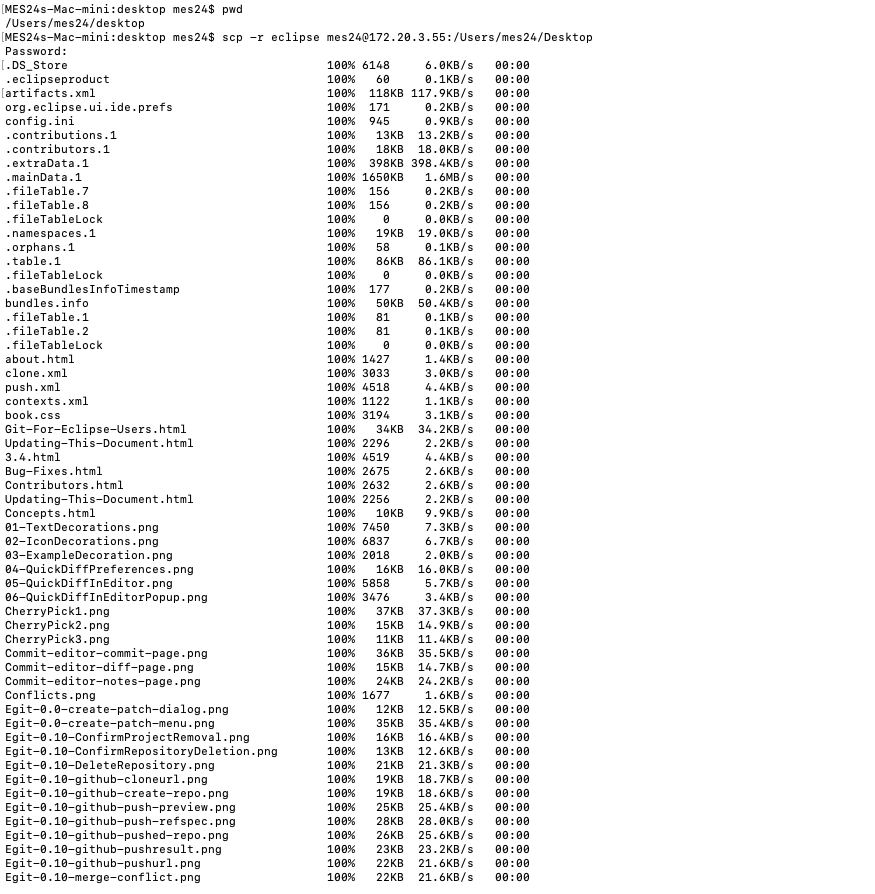 [MES24s-Mac-mini:desktop mes24$ pwd
/Users/mes24/desktop
[MES24s-Mac-mini:desktop mes24$ scp -r eclipse mes24@172.20.3.55:/Users/mes24/Desktop
Password:
[.DS_Store 100% 6148 6.0KB/s 00:00
.eclipseproduct 100% 60 0.1KB/s 00:00
[artifacts.xml 100% 118KB 117.9KB/s 00:00
org.eclipse.ui.ide.prefs 100% 171 0.2KB/s 00:00
config.ini 100% 945 0.9KB/s 00:00
.contributions.1 100% 13KB 13.2KB/s 00:00
.contributors.1 100% 18KB 18.0KB/s 00:00
.extraData.1 100% 398KB 398.4KB/s 00:00
.mainData.1 100% 1650KB 1.6MB/s 00:00
.fileTable.7 100% 156 0.2KB/s 00:00
.fileTable.8 100% 156 0.2KB/s 00:00
.fileTableLock 100% 0 0.0KB/s 00:00
.namespaces.1 100% 19KB 19.0KB/s 00:00
.orphans.1 100% 58 0.1KB/s 00:00
.table.1 100% 86KB 86.1KB/s 00:00
.fileTableLock 100% 0 0.0KB/s 00:00
.baseBundlesInfoTimestamp 100% 177 0.2KB/s 00:00
bundles.info 100% 50KB 50.4KB/s 00:00
.fileTable.1 100% 81 0.1KB/s 00:00
.fileTable.2 100% 81 0.1KB/s 00:00
.fileTableLock 100% 0 0.0KB/s 00:00
about.html 100% 1427 1.4KB/s 00:00
clone.xml 100% 3033 3.0KB/s 00:00
push.xml 100% 4518 4.4KB/s 00:00
contexts.xml 100% 1122 1.1KB/s 00:00
book.css 100% 3194 3.1KB/s 00:00
Git-For-Eclipse-Users.html 100% 34KB 34.2KB/s 00:00
Updating-This-Document.html 100% 2296 2.2KB/s 00:00
3.4.html 100% 4519 4.4KB/s 00:00
Bug-Fixes.html 100% 2675 2.6KB/s 00:00
Contributors.html 100% 2632 2.6KB/s 00:00
Updating-This-Document.html 100% 2256 2.2KB/s 00:00
Concepts.html 100% 10KB 9.9KB/s 00:00
01-TextDecorations.png 100% 7450 7.3KB/s 00:00
02-IconDecorations.png 100% 6837 6.7KB/s 00:00
03-ExampleDecoration.png 100% 2018 2.0KB/s 00:00
04-QuickDiffPreferences.png 100% 16KB 16.0KB/s 00:00
05-QuickDiffInEditor.png 100% 5858 5.7KB/s 00:00
06-QuickDiffInEditorPopup.png 100% 3476 3.4KB/s 00:00
CherryPick1.png 100% 37KB 37.3KB/s 00:00
CherryPick2.png 100% 15KB 14.9KB/s 00:00
CherryPick3.png 100% 11KB 11.4KB/s 00:00
Commit-editor-commit-page.png 100% 36KB 35.5KB/s 00:00
Commit-editor-diff-page.png 100% 15KB 14.7KB/s 00:00
Commit-editor-notes-page.png 100% 24KB 24.2KB/s 00:00
Conflicts.png 100% 1677 1.6KB/s 00:00
Egit-0.0-create-patch-dialog.png 100% 12KB 12.5KB/s 00:00
Egit-0.0-create-patch-menu.png 100% 35KB 35.4KB/s 00:00
Egit-0.10-ConfirmProjectRemoval.png 100% 16KB 16.4KB/s 00:00
Egit-0.10-ConfirmRepositoryDeletion.png 100% 13KB 12.6KB/s 00:00
Egit-0.10-DeleteRepository.png 100% 21KB 21.3KB/s 00:00
Egit-0.10-github-cloneurl.png 100% 19KB 18.7KB/s 00:00
Egit-0.10-github-create-repo.png 100% 19KB 18.6KB/s 00:00
Egit-0.10-github-push-preview.png 100% 25KB 25.4KB/s 00:00
Egit-0.10-github-push-refspec.png 100% 28KB 28.0KB/s 00:00
Egit-0.10-github-pushed-repo.png 100% 26KB 25.6KB/s 00:00
Egit-0.10-github-pushresult.png 100% 23KB 23.2KB/s 00:00
Egit-0.10-github-pushurl.png 100% 22KB 21.6KB/s 00:00
Egit-0.10-merge-conflict.png 100% 22KB 21.6KB/s 00:00